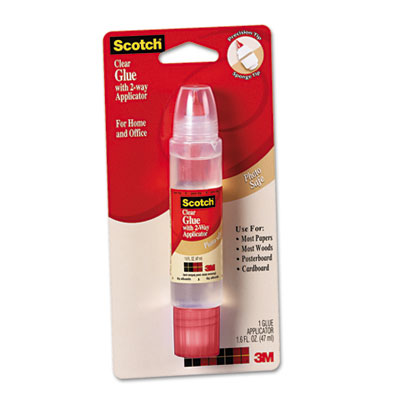 Scotch
Clear
Glue
with 2-way
Applicator
For Home
and Office
Precision Tip
Sponge Tip
Photo
Safe
Scotch
Clear
Glue
with 2-Way
Applicator
3M
Use For:
• Most Papers
• Most Woods
• Posterboard
• Cardboard
1 GLUE
APPLICATOR
1.6 FL. OZ. (47 ml)
3M